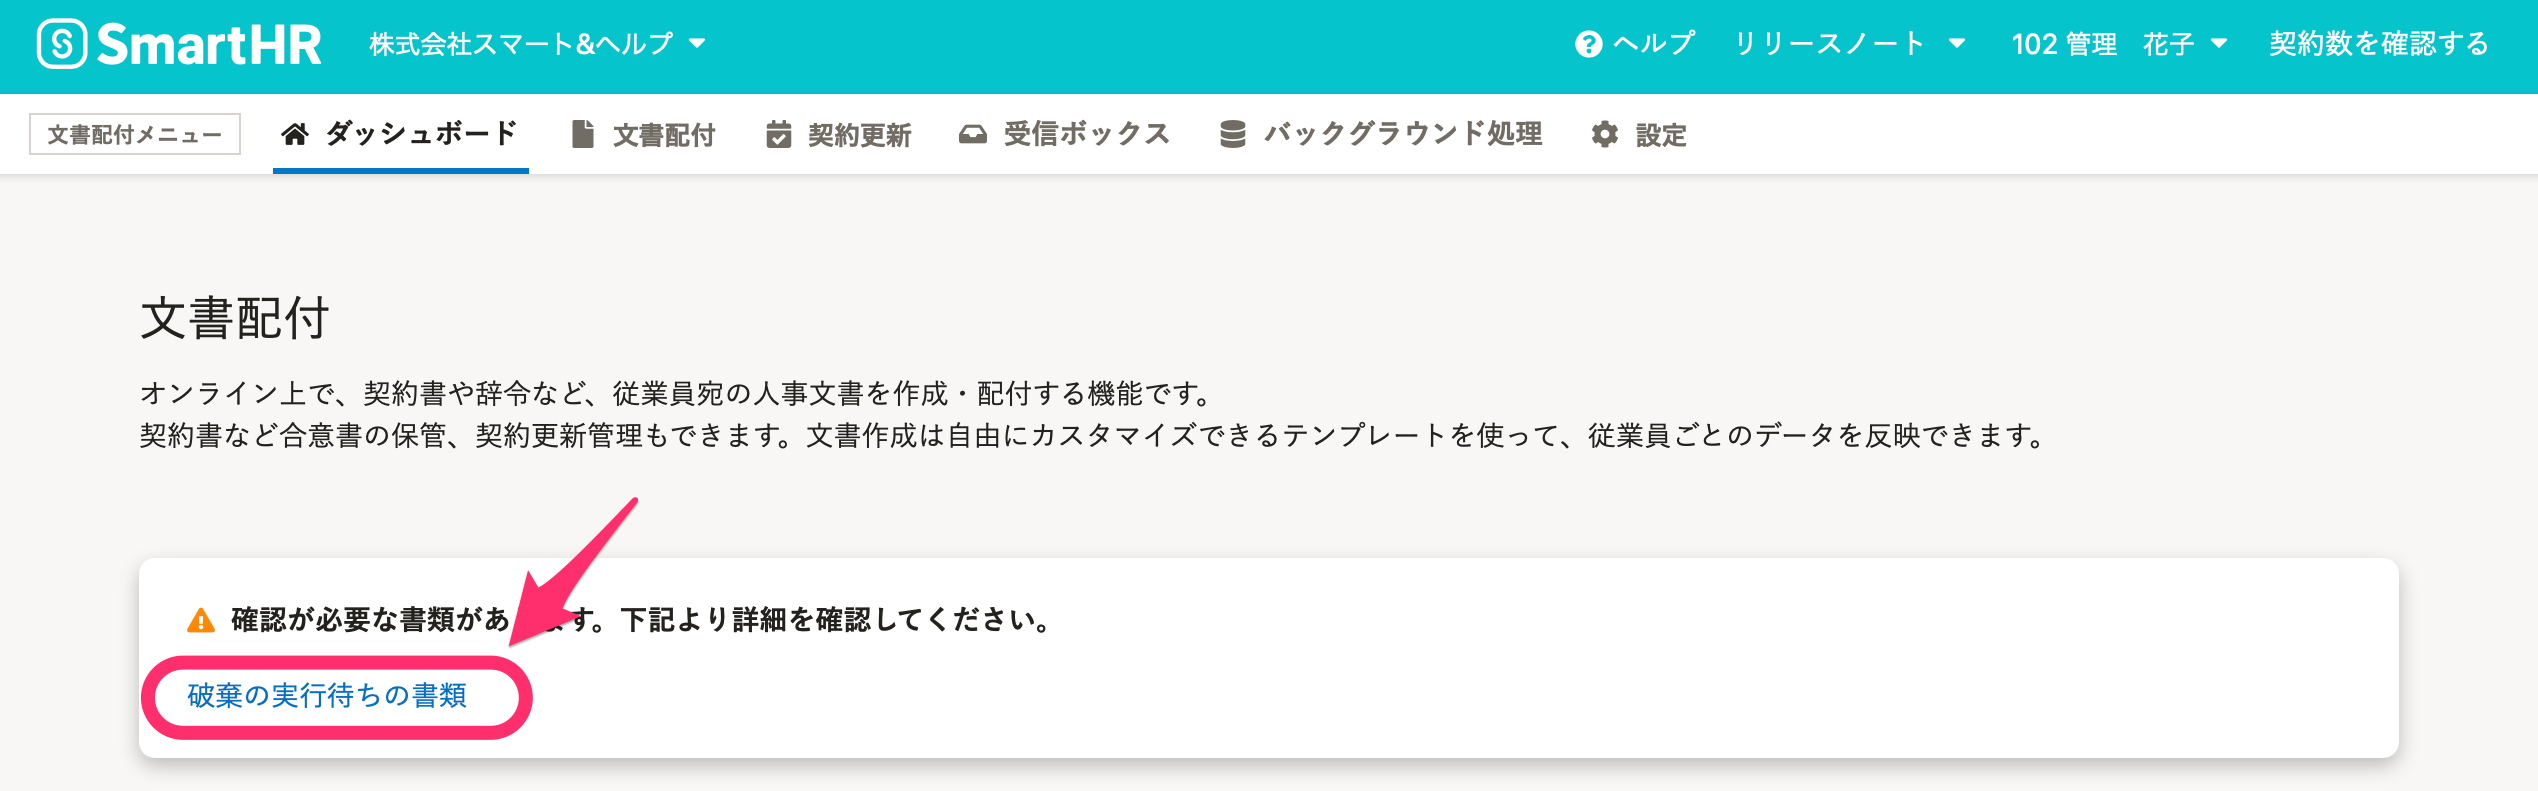 SmartHR 株式会社スマート&ヘルプ ヘルプ リリースノート 102 管理 花子 契約数を確認する
文書配付メニュー ダッシュボード 文書配付 契約更新 受信ボックス バックグラウンド処理 設定
文書配付
オンライン上で、契約書や辞令など、従業員宛の人事文書を作成・配付する機能です。
契約書など合意書の保管、契約更新管理もできます。文書作成は自由にカスタマイズできるテンプレートを使って、従業員ごとのデータを反映できます。
確認が必要な書類があ ます。下記より詳細を確認してください。
破棄の実行待ちの書類